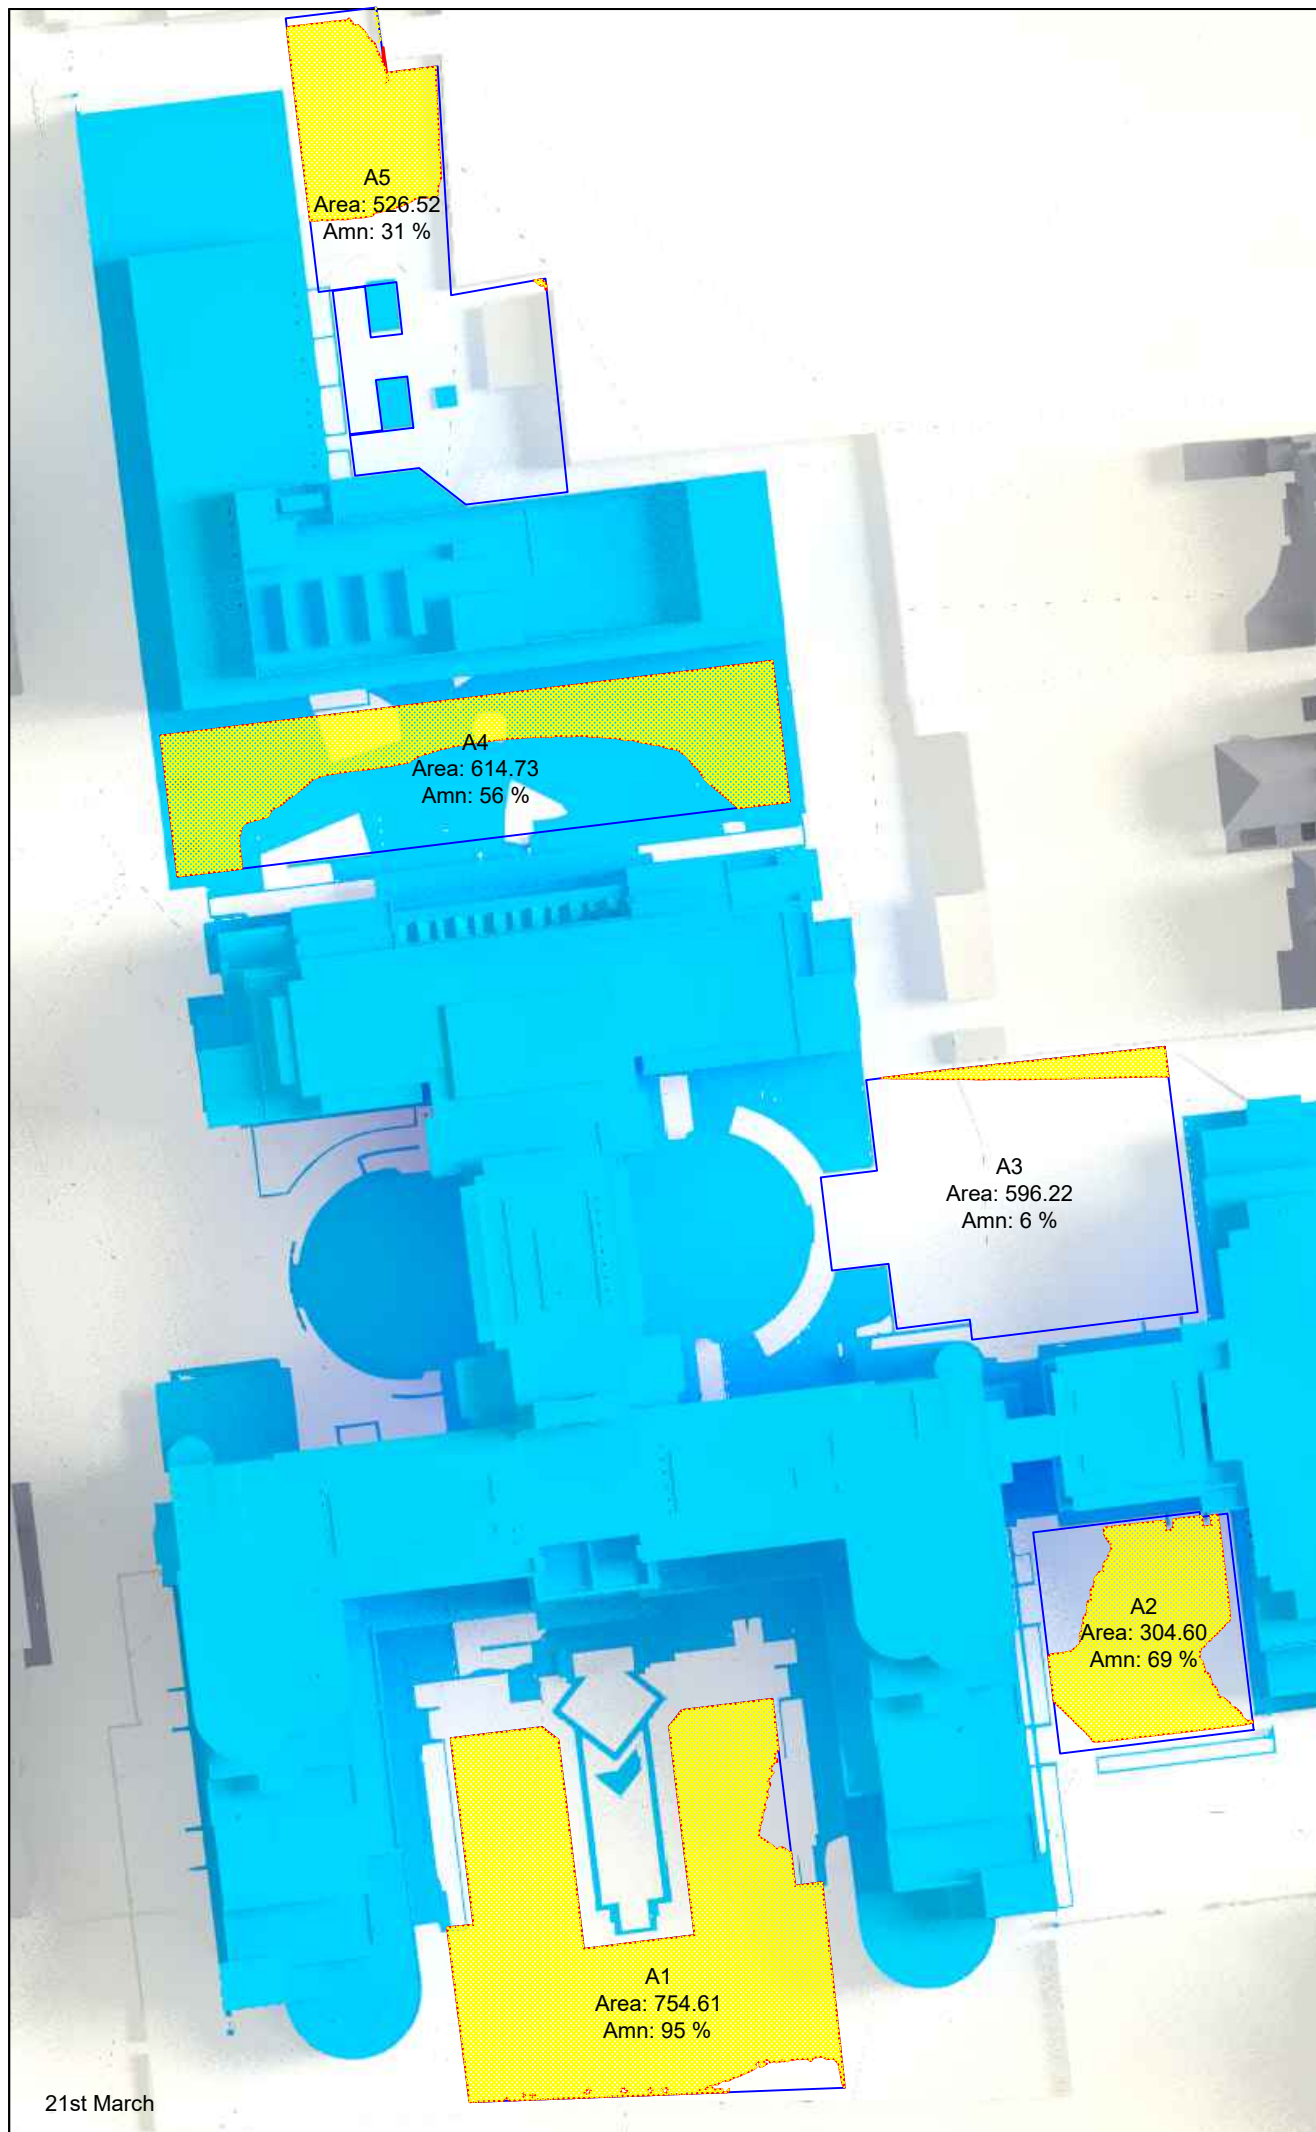 A5
Area: 526.52
Amn: 31 %
A4
Area: 614.73
Amn: 56 %
A3
Area: 596.22
Amn: 6 %
A2
Area: 304.60
Amn: 69 %
A1
Area: 754.61
Amn: 95 %
21st March